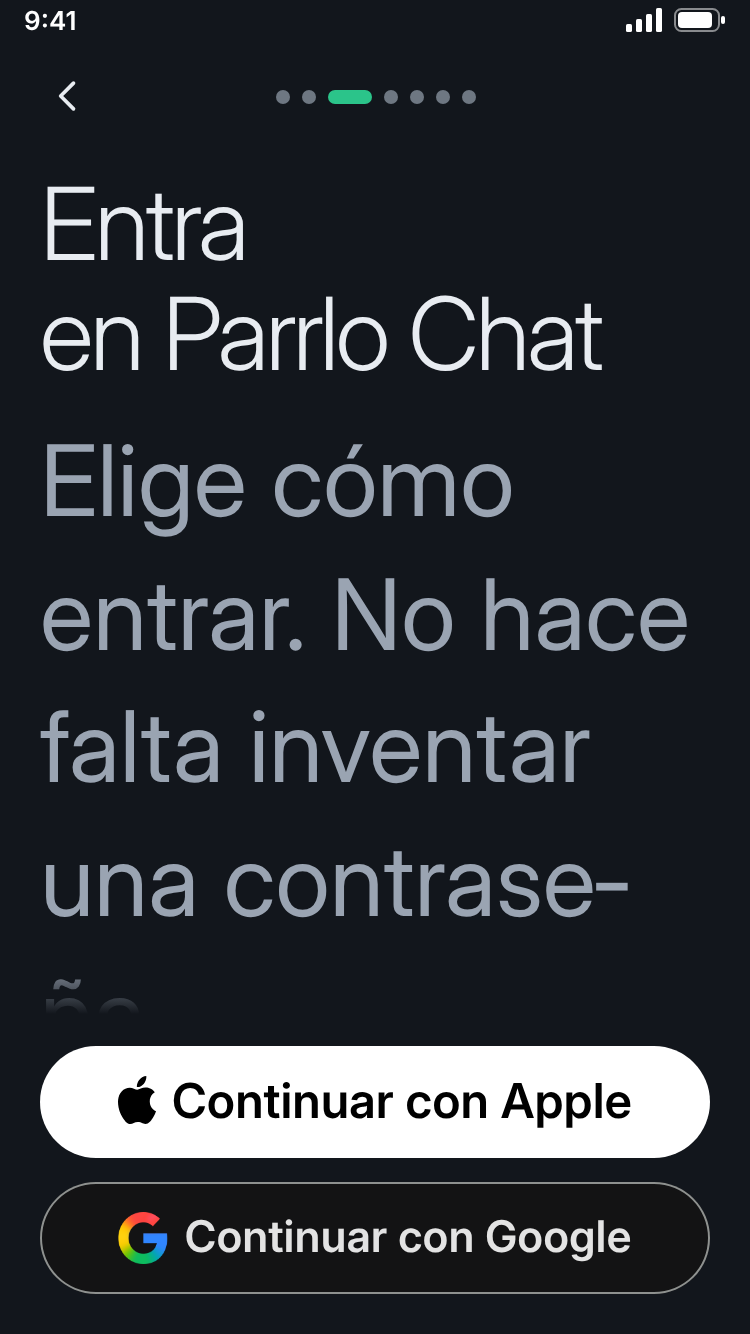 9:41
Entra
en Parrlo Chat
Elige cómo
entrar. No hace
falta inventar
una contrase-
Continuar con Apple
Continuar con Google